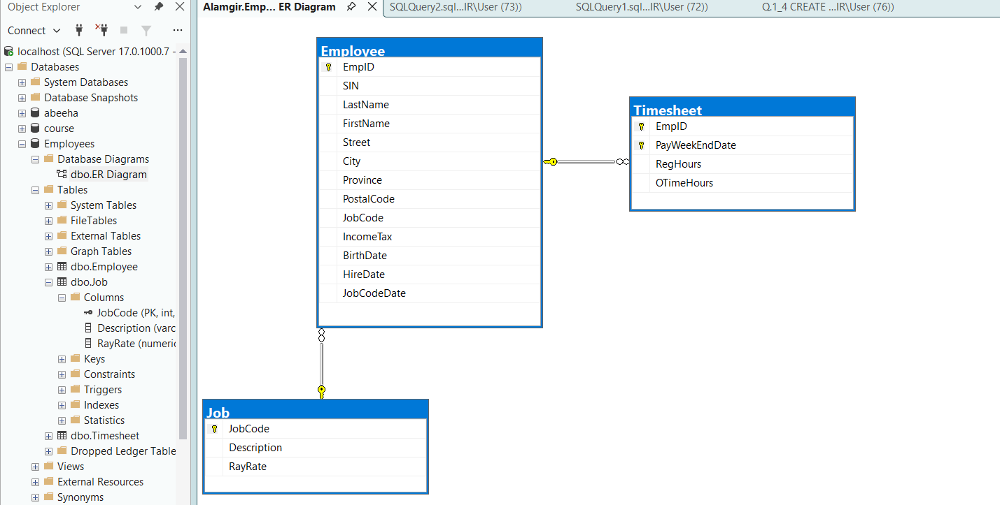 Object Explorer
Connect
localhost (SQL Server 17.0.1000.7 -
Databases
System Databases
Database Snapshots
abeeha
course
Employees
Database Diagrams
dbo.ER Diagram
Tables
System Tables
FileTables
External Tables
Graph Tables
dbo.Employee
dbo.Job
Columns
JobCode (PK, int,
Description (varc
RayRate (numeric
Keys
Constraints
Triggers
Indexes
Statistics
dbo.Timesheet
Dropped Ledger Table
Views
External Resources
Synonyms
Alamgir.Emp... ER Diagram
SQLQuery2.sql...IR\User (73))
SQLQuery1.sql...IR\User (72))
Q.1_4 CREATE ...IR\User (76))
Employee
EmpID
SIN
LastName
FirstName
Street
City
Province
PostalCode
JobCode
IncomeTax
BirthDate
HireDate
JobCodeDate
Timesheet
EmpID
PayWeekEndDate
RegHours
OTimeHours
Job
JobCode
Description
RayRate